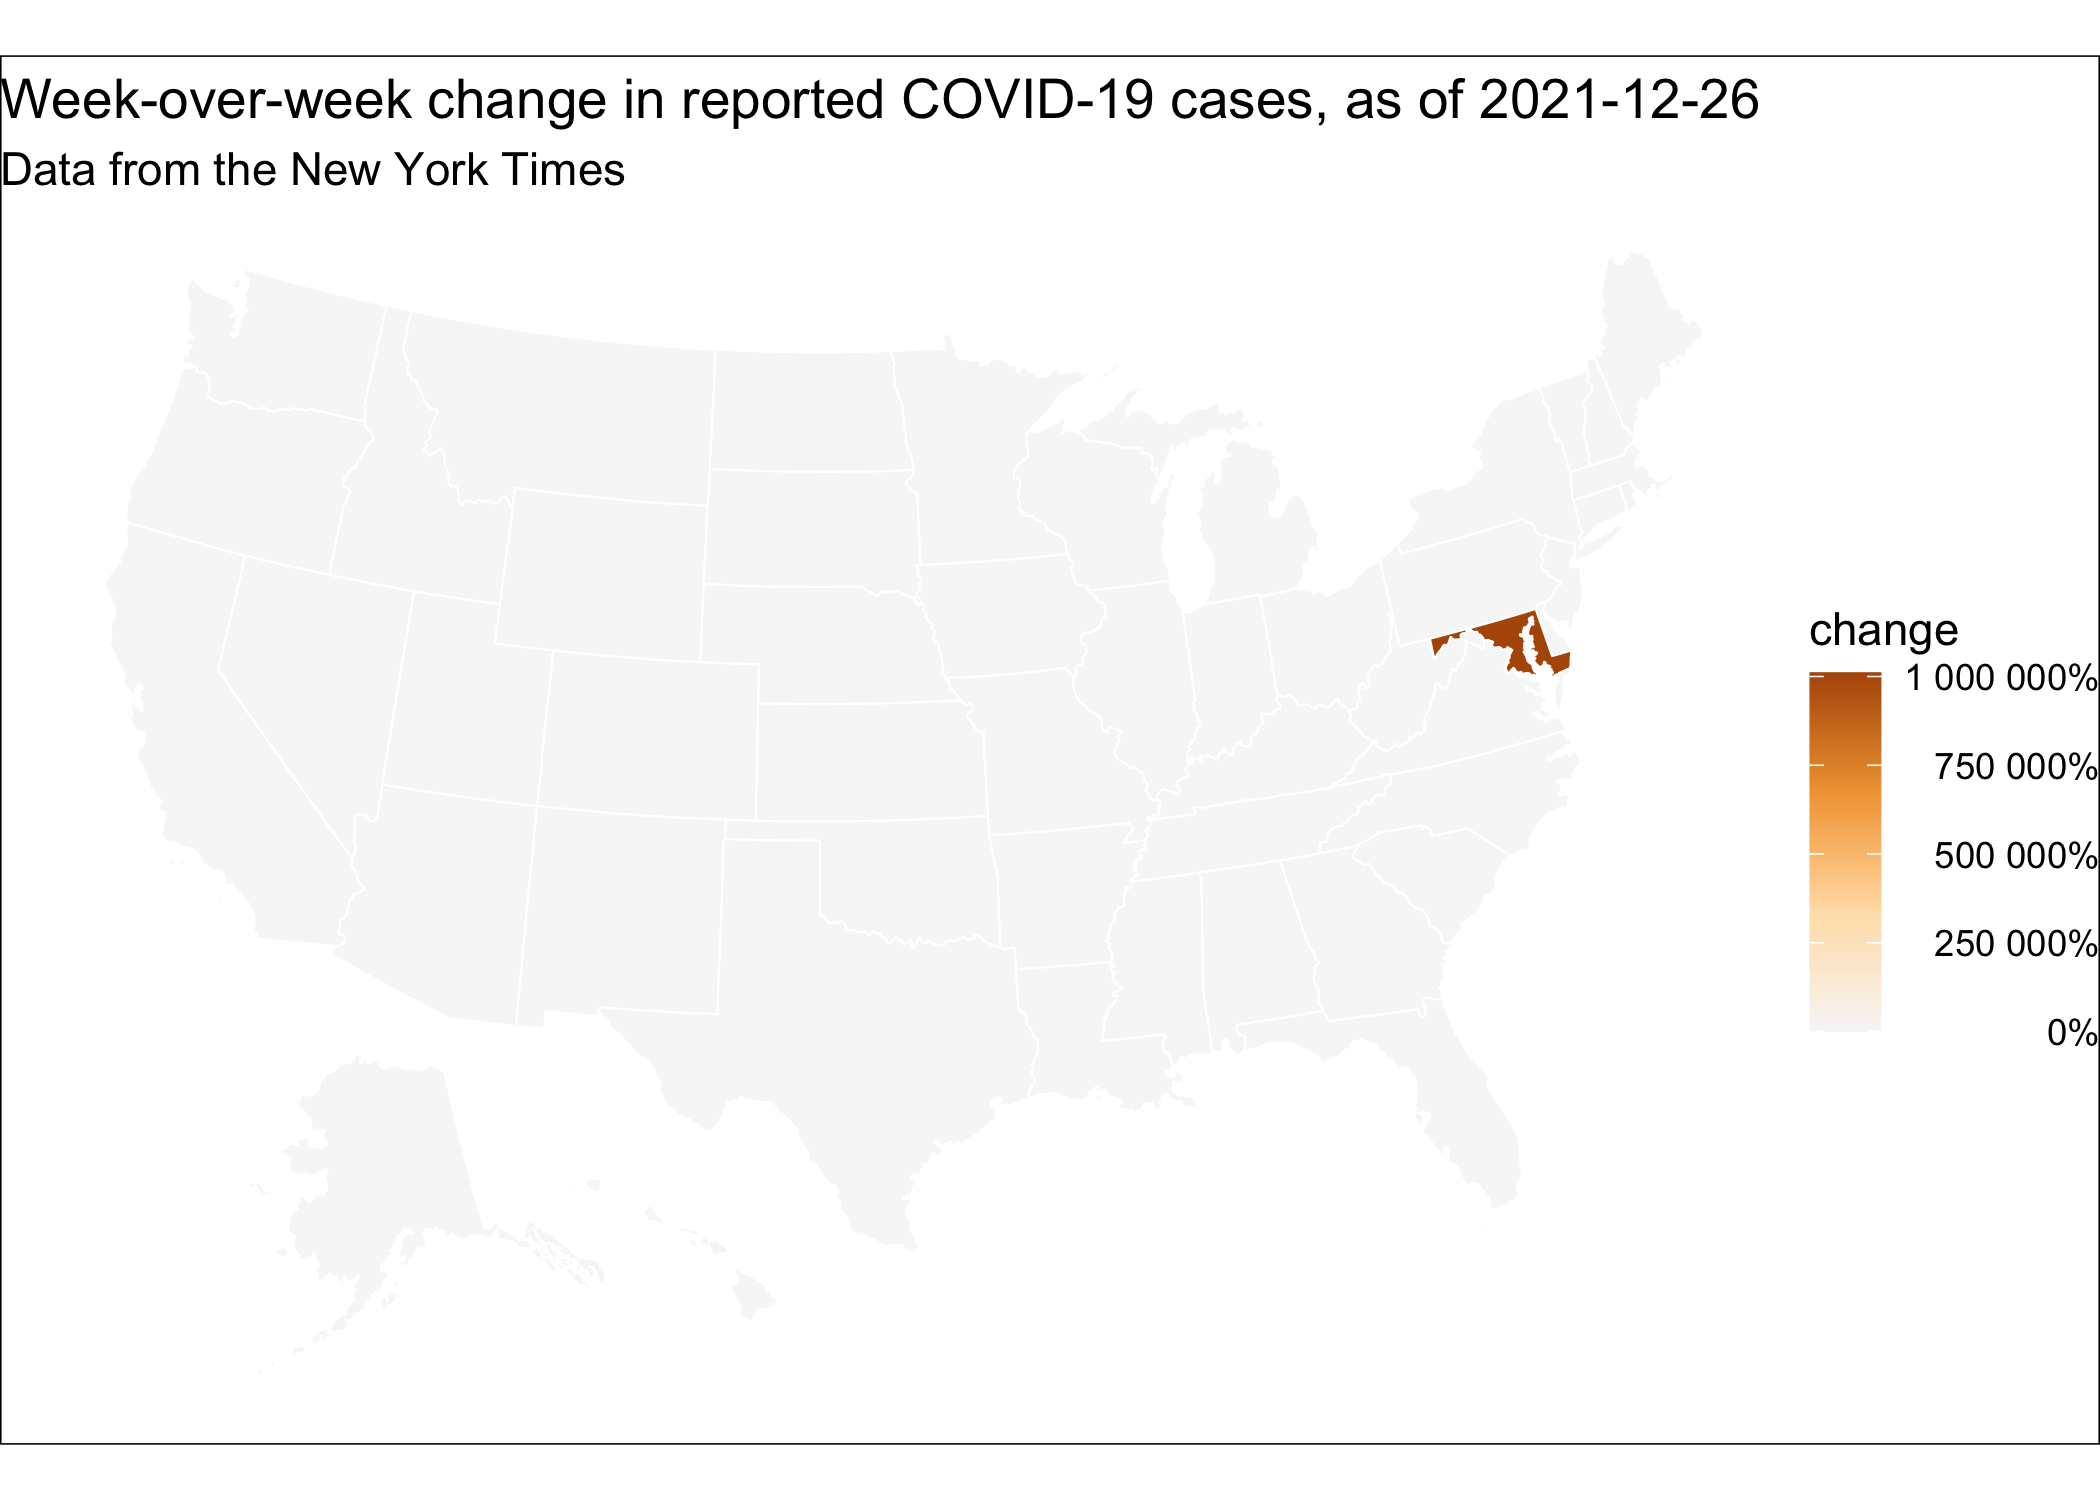 Week-over-week change in reported COVID-19 cases, as of 2021-12-26
Data from the New York Times
change
1 000 000%
750 000%
500 000%
250 000%
0%